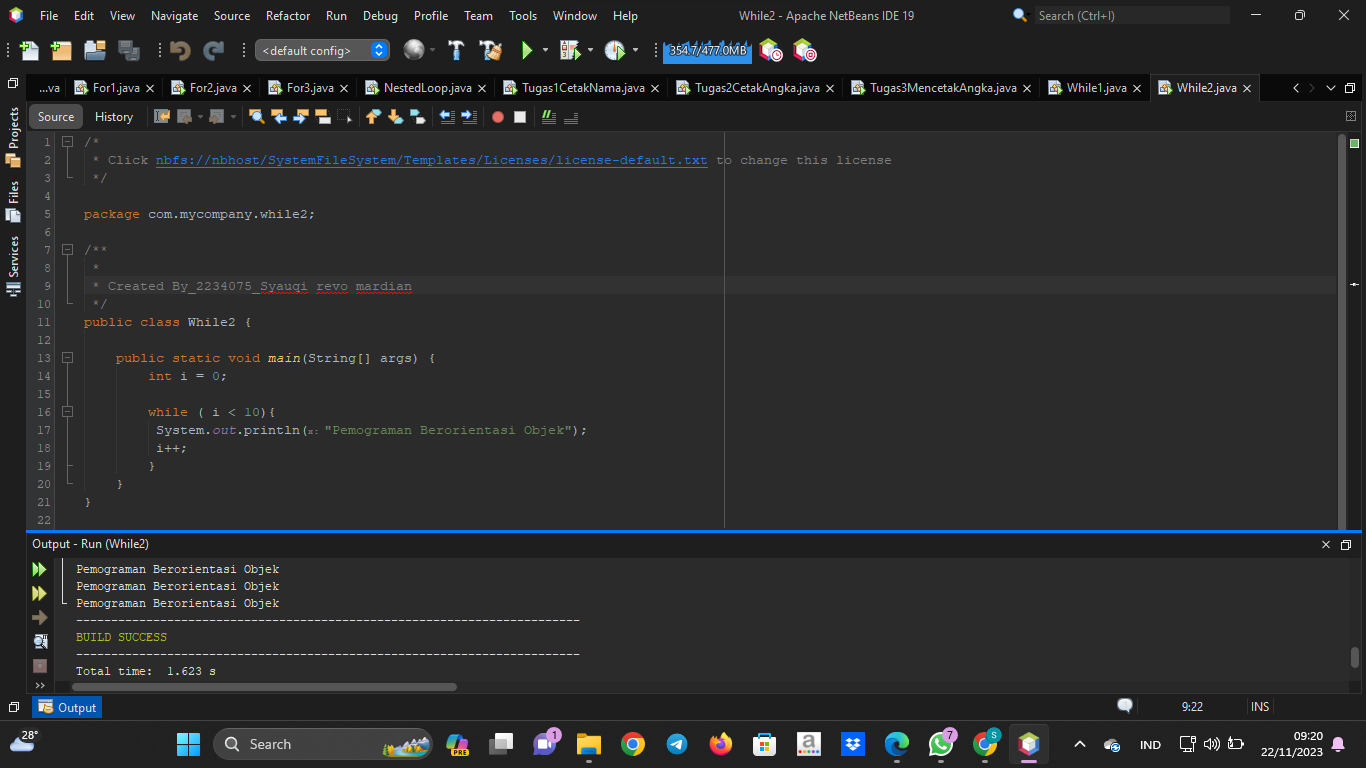 File Edit View Navigate Source Refactor Run Debug Profile Team Tools Window Help While2 - Apache NetBeans IDE 19 Search (Ctrl+I)
<default config> 354.7/477.0MB
...va For1.java For2.java For3.java NestedLoop.java Tugas1CetakNama.java Tugas2CetakAngka.java Tugas3MencetakAngka.java While1.java While2.java
Source History
Projects
Files
Services
1 /*
2 * Click nbfs://nbhost/SystemFileSystem/Templates/Licenses/license-default.txt to change this license
3 */
4
5 package com.mycompany.while2;
6
7 /**
8 *
9 * Created By_2234075_Syauqi revo mardian
10 */
11 public class While2 {
12
13 public static void main(String[] args) {
14 int i = 0;
15
16 while ( i < 10){
17 System.out.println(x: "Pemograman Berorientasi Objek");
18 i++;
19 }
20 }
21 }
22
Output - Run (While2)
Pemograman Berorientasi Objek
Pemograman Berorientasi Objek
Pemograman Berorientasi Objek
------------------------------------------------------------------------
BUILD SUCCESS
------------------------------------------------------------------------
Total time: 1.623 s
Output 9:22 INS
28° Search PRE 1 a 7 S IND 09:20
22/11/2023